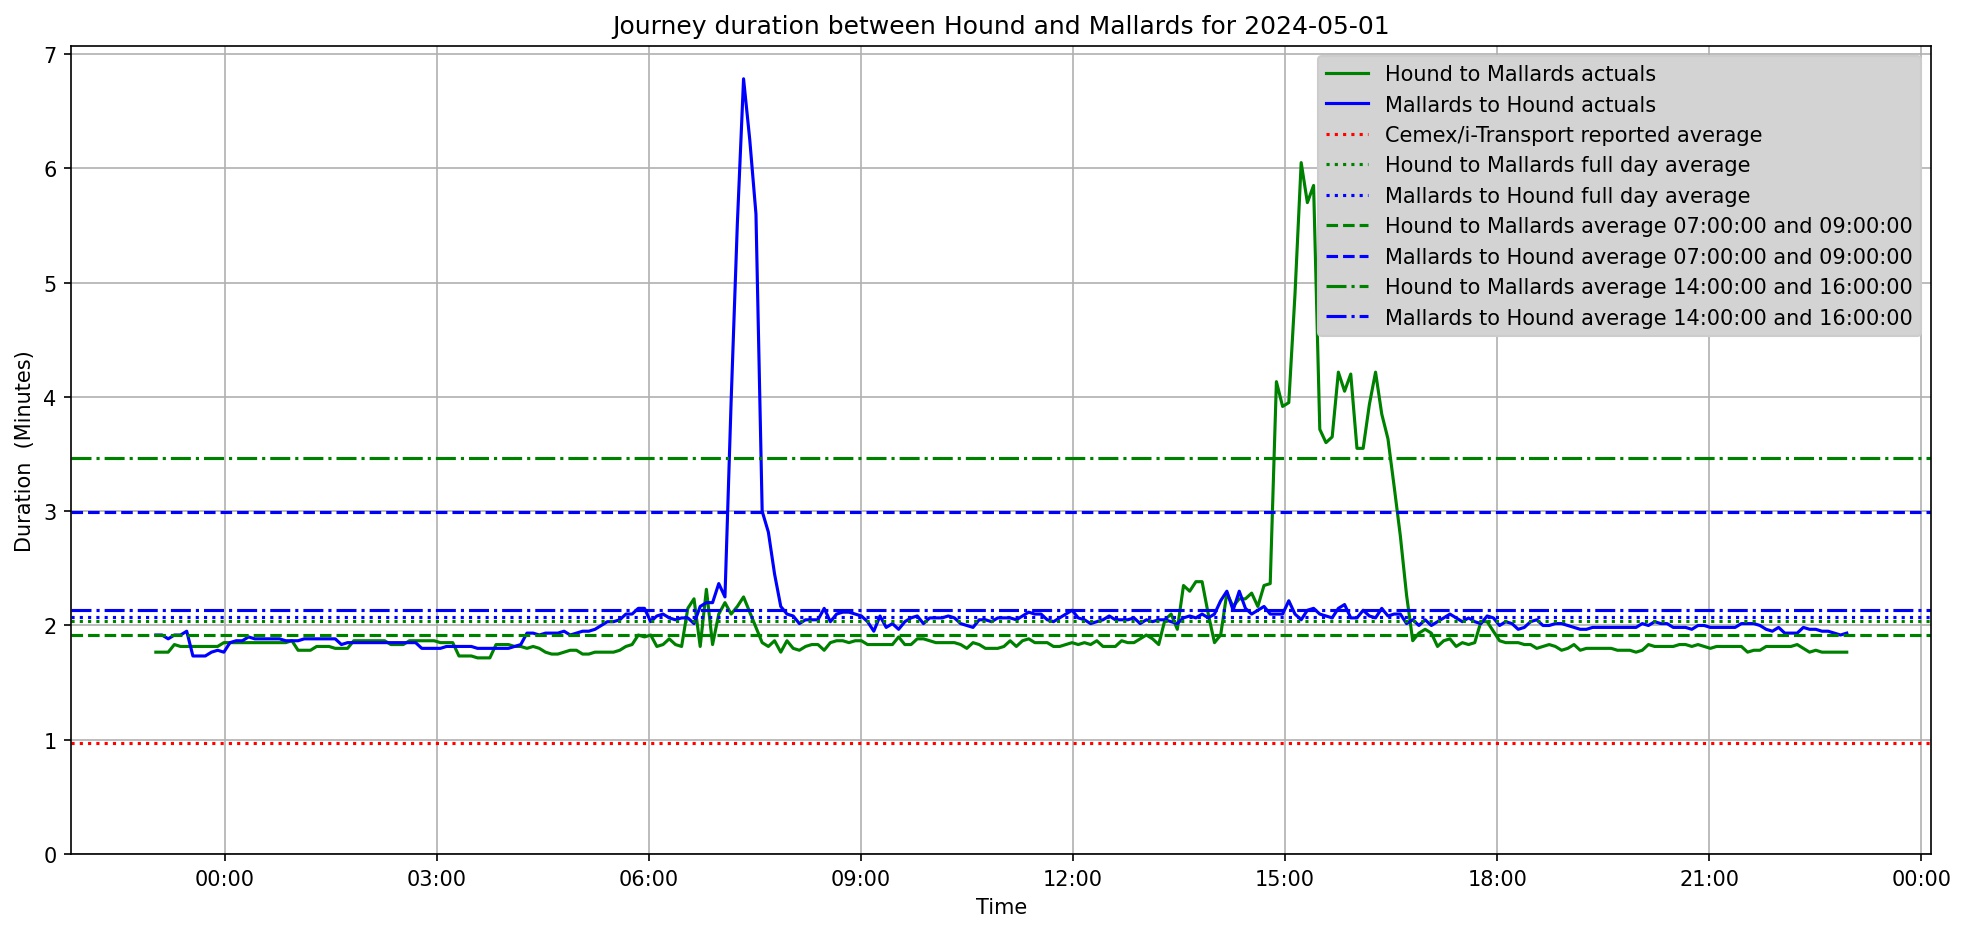 Journey duration between Hound and Mallards for 2024-05-01
Hound to Mallards actuals
Mallards to Hound actuals
Cemex/i-Transport reported average
Hound to Mallards full day average
Mallards to Hound full day average
Hound to Mallards average 07:00:00 and 09:00:00
Mallards to Hound average 07:00:00 and 09:00:00
Hound to Mallards average 14:00:00 and 16:00:00
Mallards to Hound average 14:00:00 and 16:00:00
Duration (Minutes)
7
6
5
4
3
2
1
0
00:00 03:00 06:00 09:00 12:00 15:00 18:00 21:00 00:00
Time